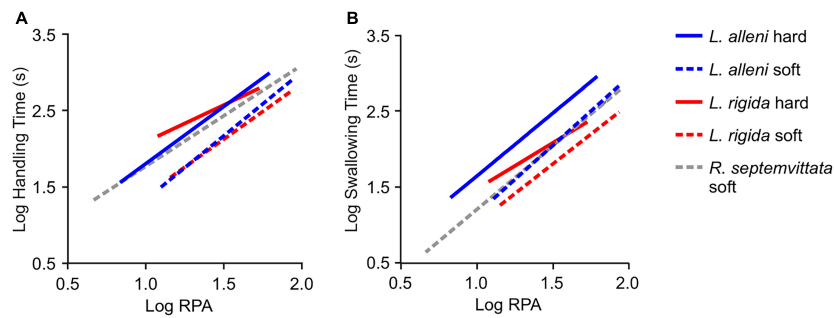 A
3.5
2.5
1.5
0.5
0.5
1.0
1.5
2.0
Log Handling Time (s)
Log RPA
B
3.5
2.5
1.5
0.5
0.5
1.0
1.5
2.0
Log Swallowing Time (s)
Log RPA
L. alleni hard
L. alleni soft
L. rigida hard
L. rigida soft
R. septemvittata
soft